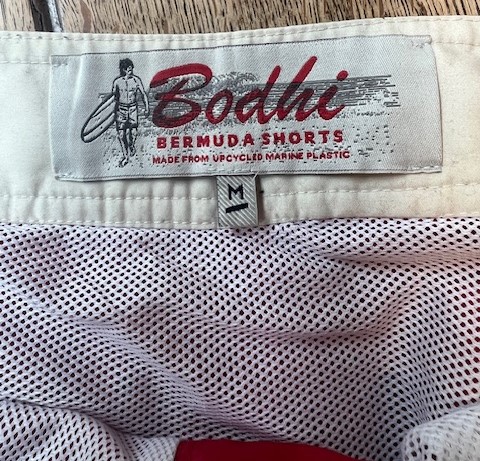 Bodhi
BERMUDA SHORTS
MADE FROM UPCYCLED MARINE PLASTIC
M